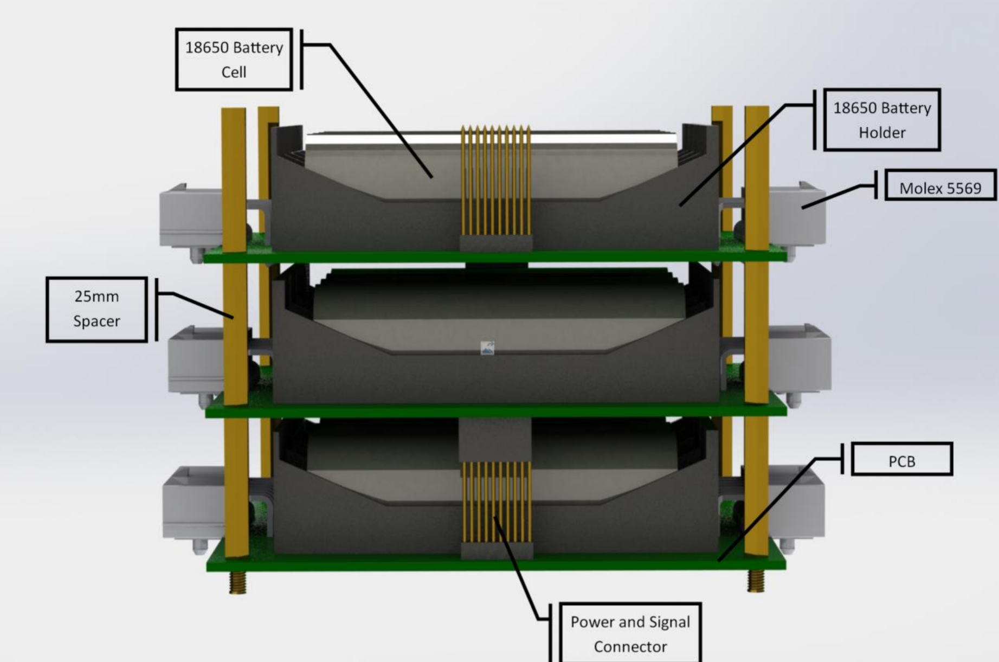 18650 Battery
Cell
18650 Battery
Holder
Molex 5569
25mm
Spacer
PCB
Power and Signal
Connector